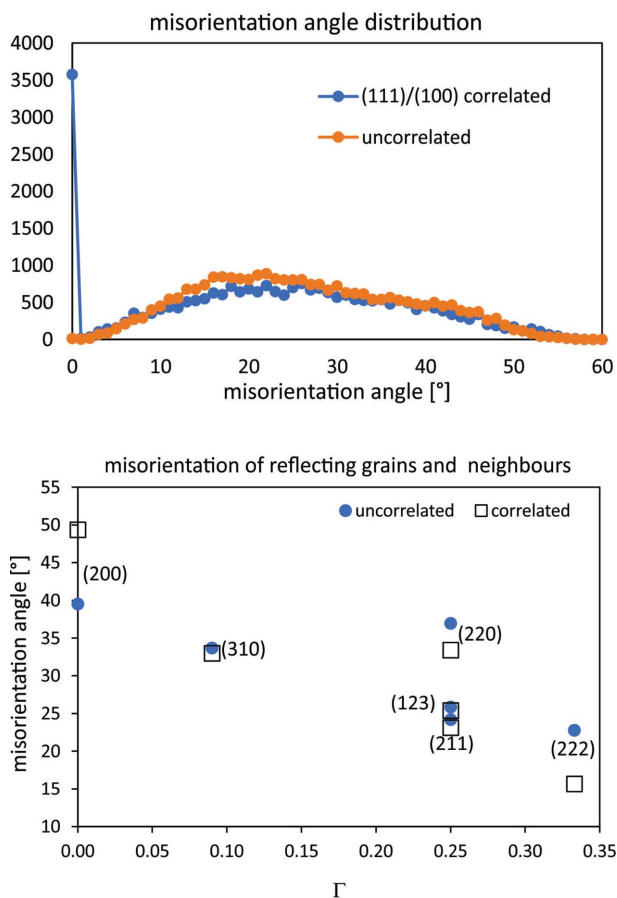 misorientation angle distribution
4000
3500
3000
2500
2000
1500
1000
500
0
(111)/(100) correlated
uncorrelated
0 10 20 30 40 50 60
misorientation angle [°]
misorientation of reflecting grains and neighbours
misorientation angle [°]
55
50
45
40
35
30
25
20
15
10
uncorrelated correlated
(200)
(310)
(220)
(123)
(211)
(222)
0.00 0.05 0.10 0.15 0.20 0.25 0.30 0.35
Γ